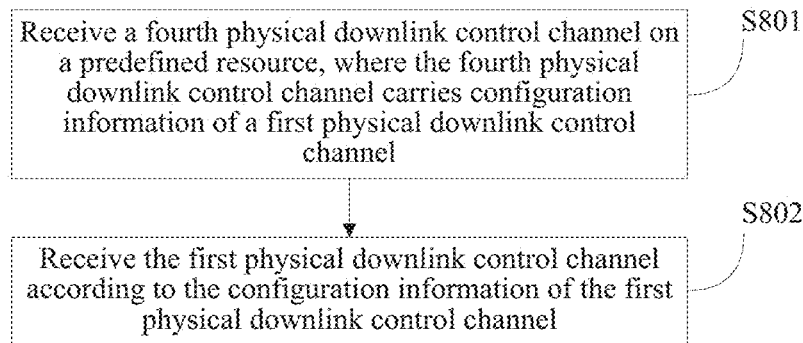 Receive a fourth physical downlink control channel on
a predefined resource, where the fourth physical
downlink control channel carries configuration
information of a first physical downlink control
channel
S801
Receive the first physical downlink control channel
according to the configuration information of the first
physical downlink control channel
S802